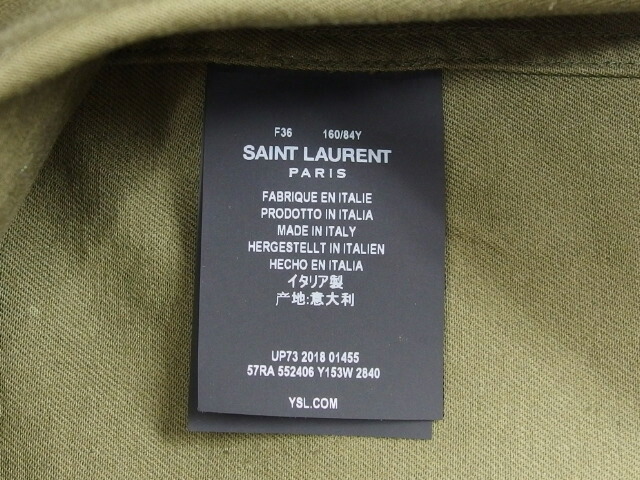 F36 160/84Y
SAINT LAURENT
PARIS
FABRIQUE EN ITALIE
PRODOTTO IN ITALIA
MADE IN ITALY
HERGESTELLT IN ITALIEN
HECHO EN ITALIA
イタリア製
产地:意大利
UP73 2018 01455
57RA 552406 Y153W 2840
YSL.COM